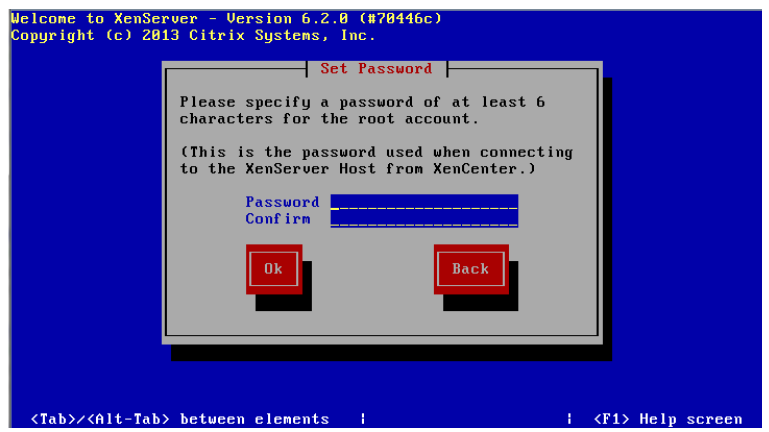 Welcome to XenServer - Version 6.2.0 (#70446c)
Copyright (c) 2013 Citrix Systems, Inc.
Set Password
Please specify a password of at least 6
characters for the root account.
(This is the password used when connecting
to the XenServer Host from XenCenter.)
Password
Confirm
Ok Back
<Tab>/<Alt-Tab> between elements | | <F1> Help screen